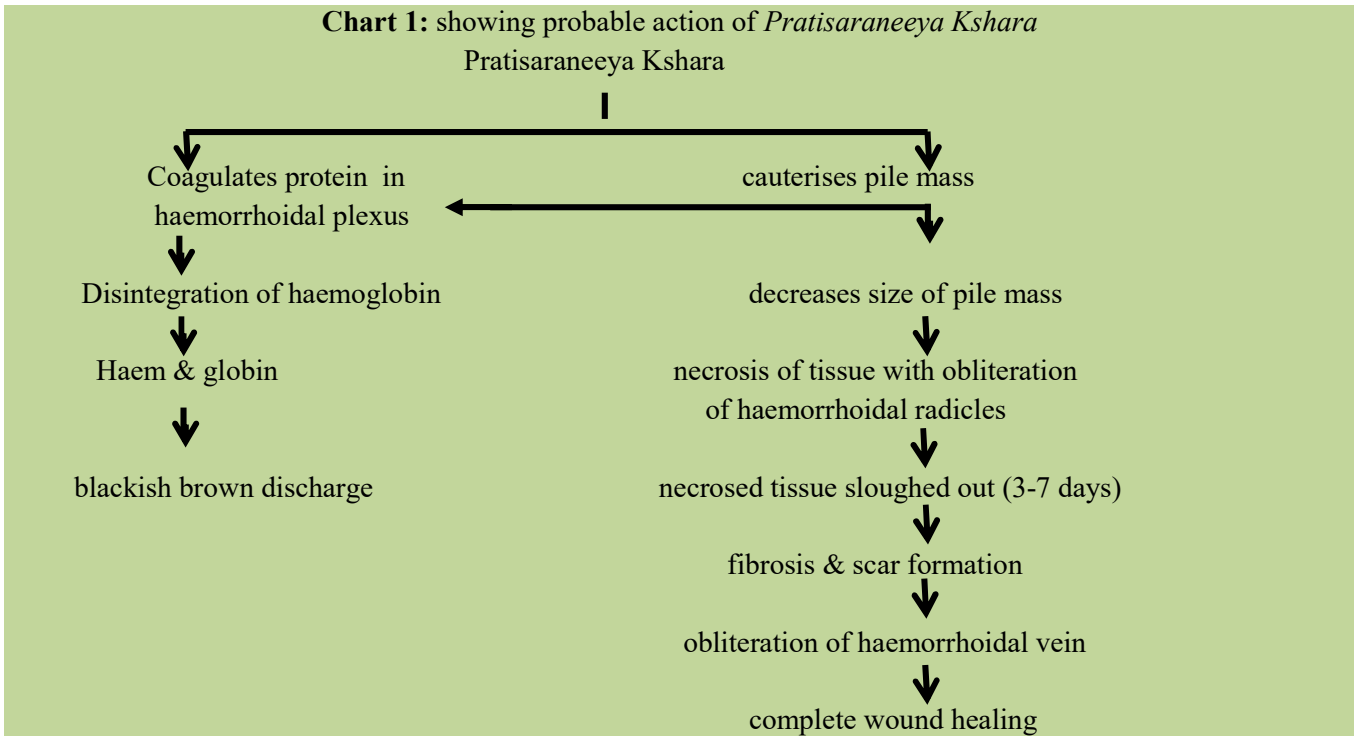 Chart 1: showing probable action of Pratisaraneeya Kshara
Pratisaraneeya Kshara
Coagulates protein in
haemorrhoidal plexus
cauterises pile mass
Disintegration of haemoglobin
decreases size of pile mass
Haem & globin
necrosis of tissue with obliteration
of haemorrhoidal radicles
blackish brown discharge
necrosed tissue sloughed out (3-7 days)
fibrosis & scar formation
obliteration of haemorrhoidal vein
complete wound healing